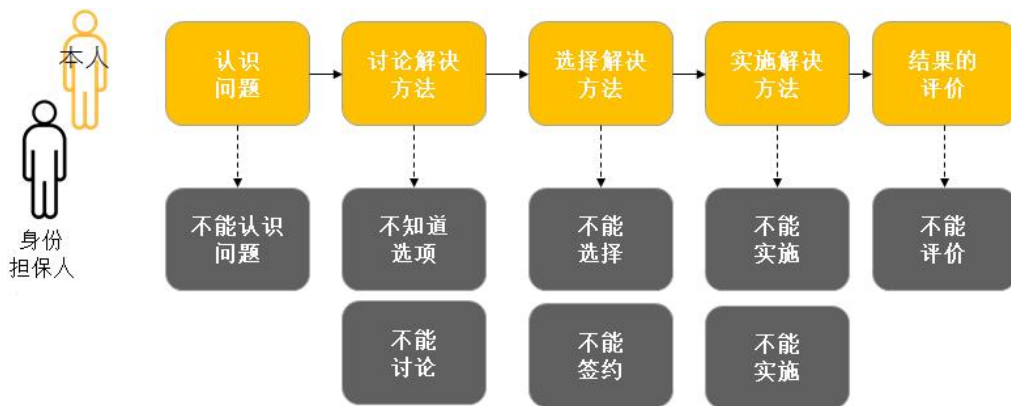 本人
身份
担保人
认识
问题
讨论解决
方法
选择解决
方法
实施解决
方法
结果的
评价
不能认识
问题
不知道
选项
不能
选择
不能
实施
不能
评价
不能
讨论
不能
签约
不能
实施